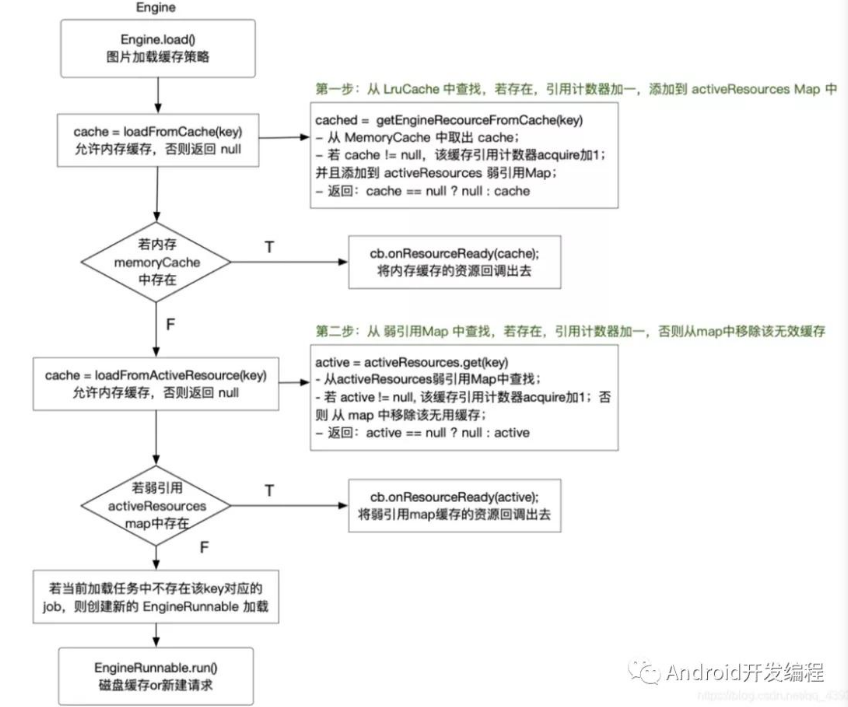 Engine
Engine.load()
图片加载缓存策略
第一步：从 LruCache 中查找，若存在，引用计数器加一，添加到 activeResources Map 中
cache = loadFromCache(key)
允许内存缓存，否则返回 null
cached = getEngineRecourceFromCache(key)
– 从 MemoryCache 中取出 cache；
– 若 cache != null，该缓存引用计数器acquire加1；
并且添加到 activeResources 弱引用Map；
– 返回：cache == null ? null : cache
若内存
memoryCache
中存在
T
cb.onResourceReady(cache);
将内存缓存的资源回调出去
F
第二步：从 弱引用Map 中查找，若存在，引用计数器加一，否则从map中移除该无效缓存
cache = loadFromActiveResource(key)
允许内存缓存，否则返回 null
active = activeResources.get(key)
- 从activeResources弱引用Map中查找；
- 若 active != null, 该缓存引用计数器acquire加1；否
则 从 map 中移除该无用缓存；
– 返回：active == null ? null : active
若弱引用
activeResources
map中存在
T
cb.onResourceReady(active);
将弱引用map缓存的资源回调出去
F
若当前加载任务中不存在该key对应的
job，则创建新的 EngineRunnable 加载
EngineRunnable.run()
磁盘缓存or新建请求
Android开发编程